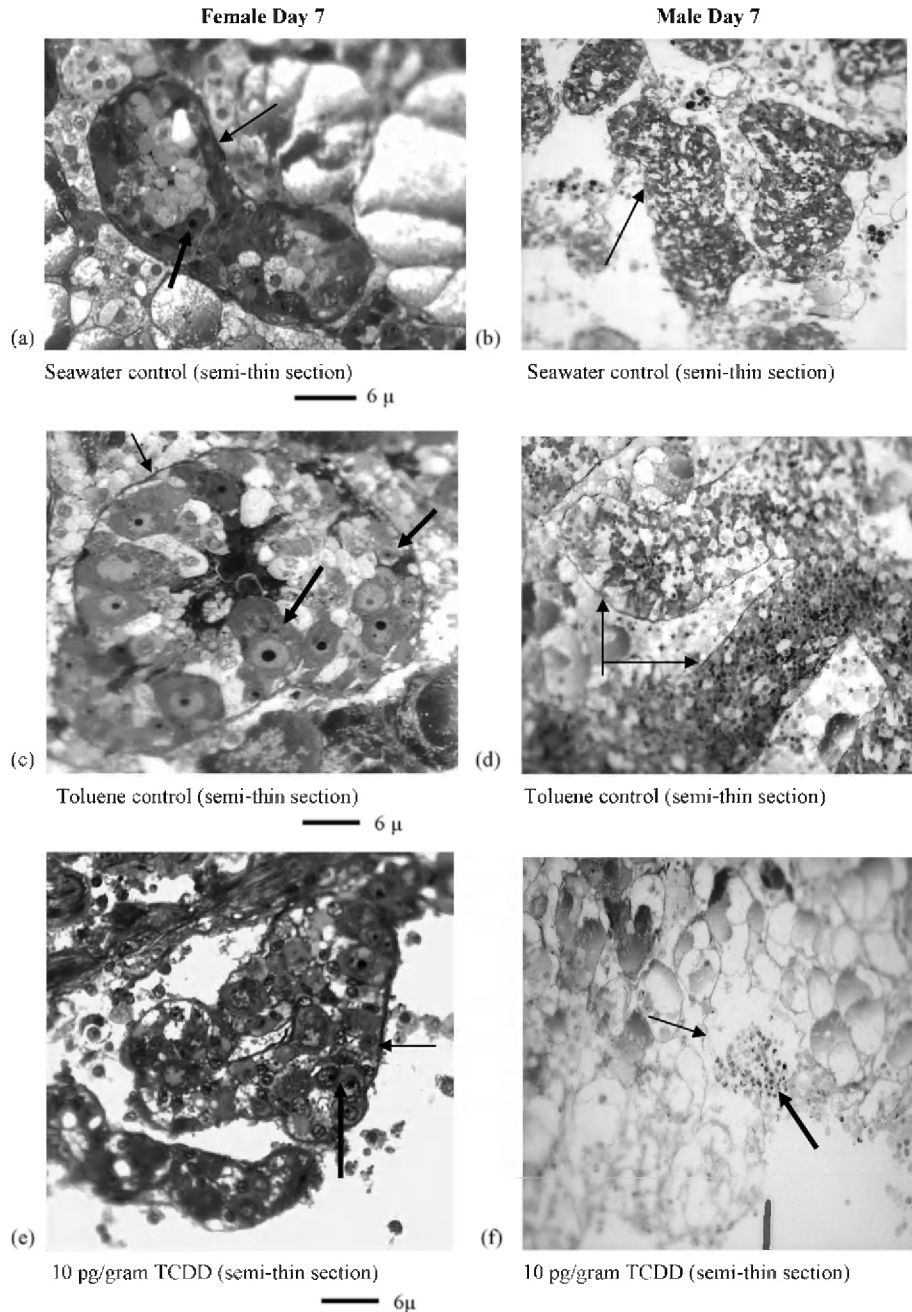 Female Day 7 Male Day 7
(a) (b)
Seawater control (semi-thin section) Seawater control (semi-thin section)
6 μ
(c) (d)
Toluene control (semi-thin section) Toluene control (semi-thin section)
6 μ
(e) (f)
10 pg/gram TCDD (semi-thin section) 10 pg/gram TCDD (semi-thin section)
6μ